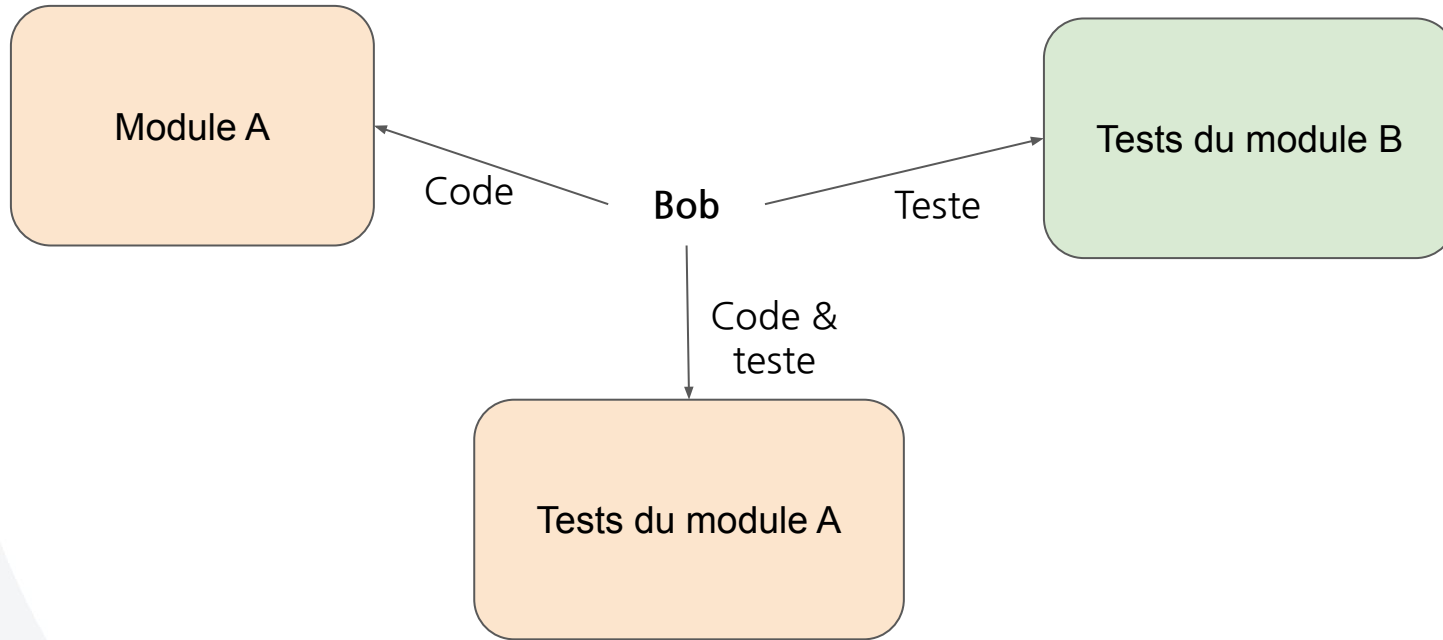 Module A
Tests du module B
Code
Bob
Teste
Code &
teste
Tests du module A